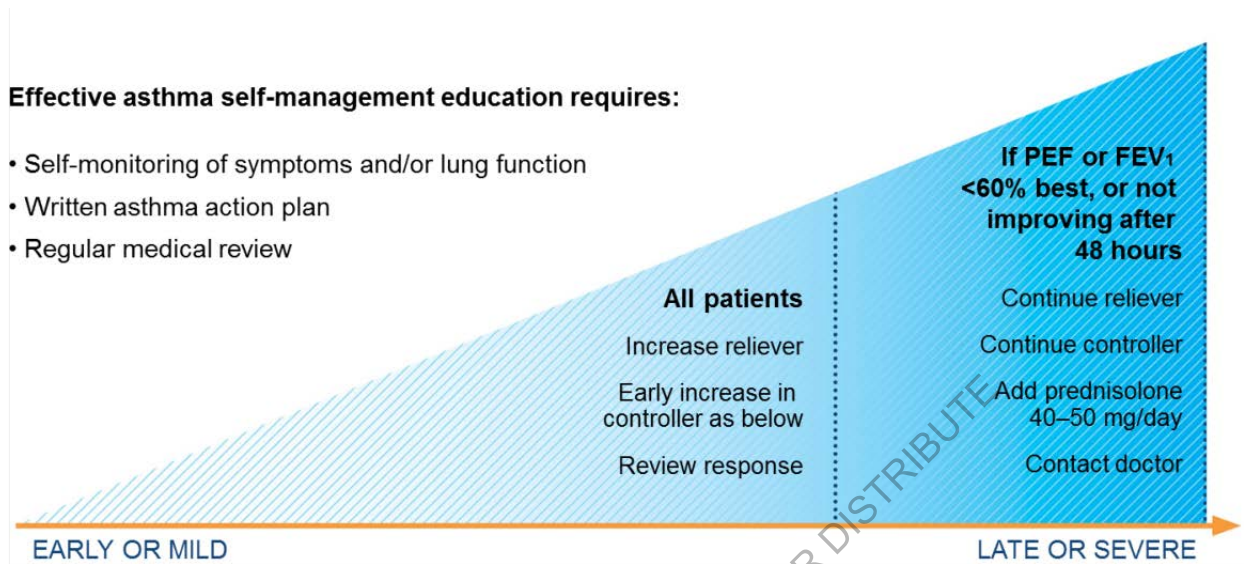 Effective asthma self-management education requires:
• Self-monitoring of symptoms and/or lung function
• Written asthma action plan
• Regular medical review
All patients
Increase reliever
Early increase in
controller as below
Review response
If PEF or FEV₁
<60% best, or not
improving after
48 hours
Continue reliever
Continue controller
Add prednisolone
40–50 mg/day
Contact doctor
DISTRIBUTE
EARLY OR MILD
LATE OR SEVERE